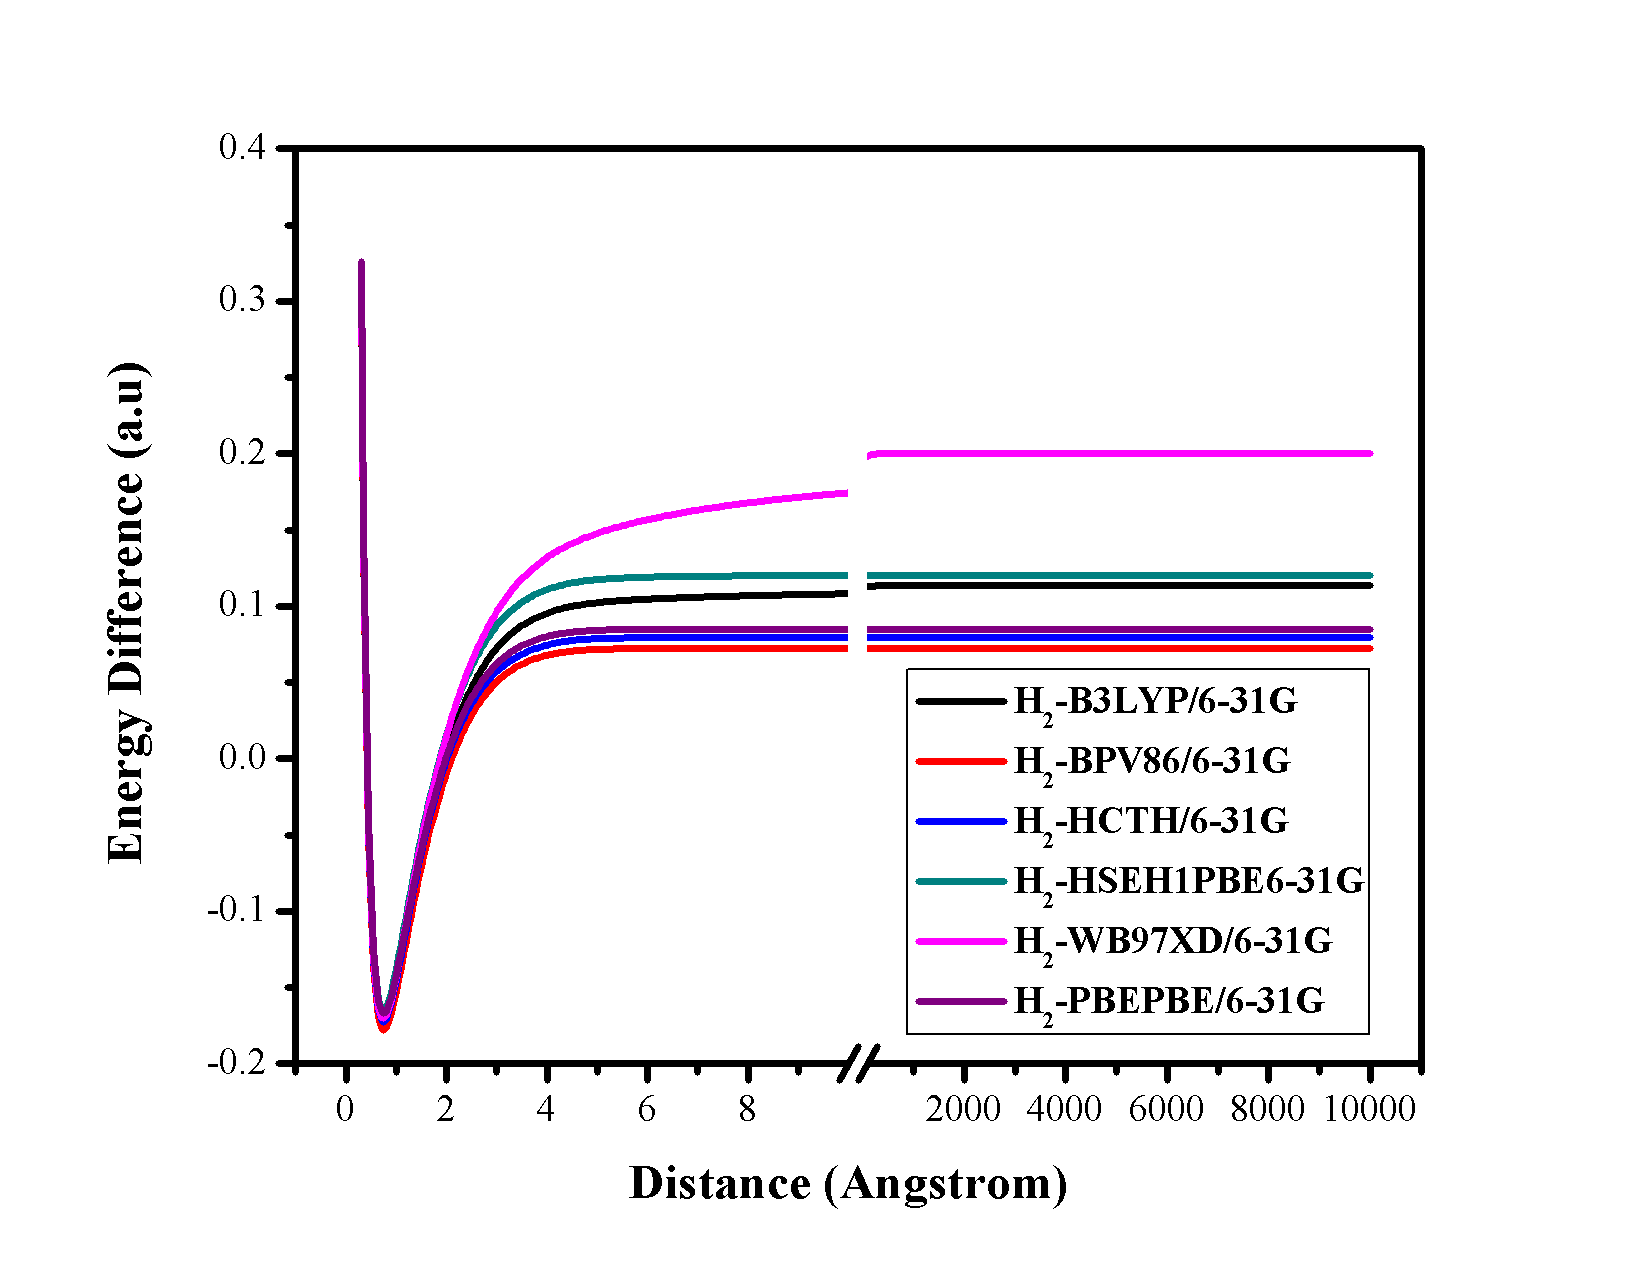 0.4
0.3
0.2
0.1
0.0
-0.1
-0.2
Energy Difference (a.u)
H2-B3LYP/6-31G
H2-BPV86/6-31G
H2-HCTH/6-31G
H2-HSEH1PBE6-31G
H2-WB97XD/6-31G
H2-PBEPBE/6-31G
0 2 4 6 8 2000 4000 6000 8000 10000
Distance (Angstrom)